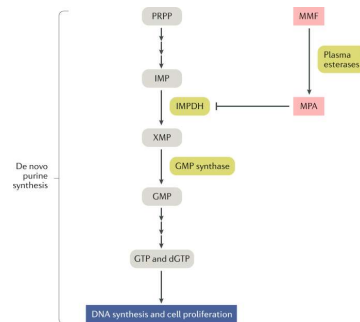 PRPP
MMF
Plasma
esterases
IMP
IMPDH
MPA
XMP
GMP synthase
De novo
purine
synthesis
GMP
GTP and dGTP
DNA synthesis and cell proliferation